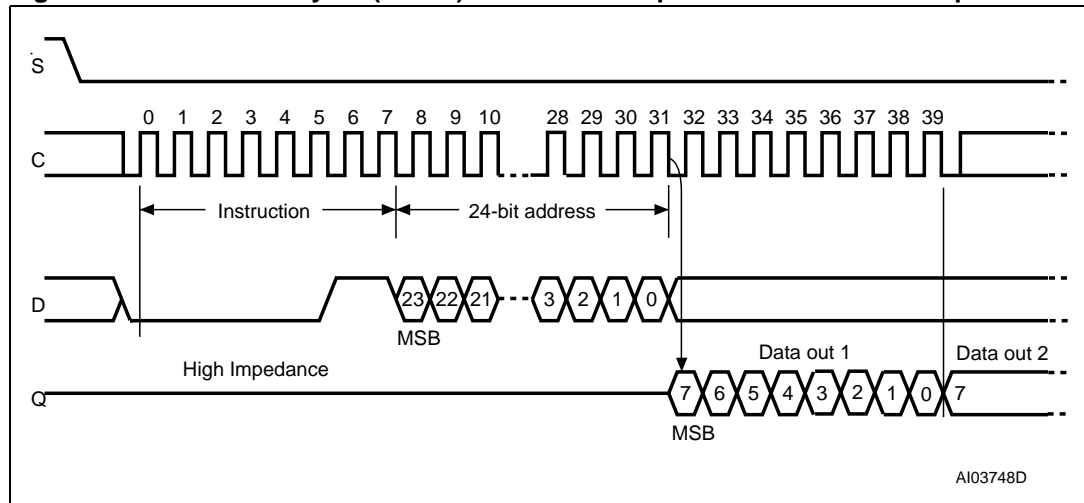 S
0 1 2 3 4 5 6 7 8 9 10 28 29 30 31 32 33 34 35 36 37 38 39
C
Instruction 24-bit address
D
23 22 21 3 2 1 0
MSB
High Impedance Data out 1 Data out 2
Q
7 6 5 4 3 2 1 0 7
MSB
AI03748D